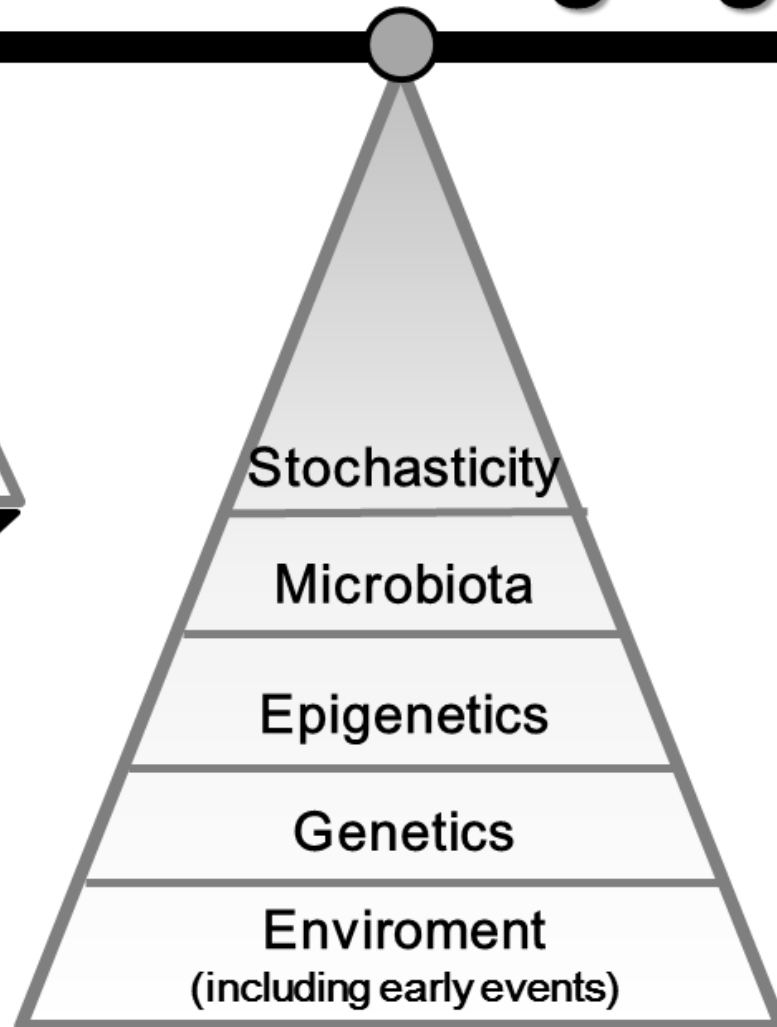 Stochasticity
Microbiota
Epigenetics
Genetics
Enviroment
(including early events)